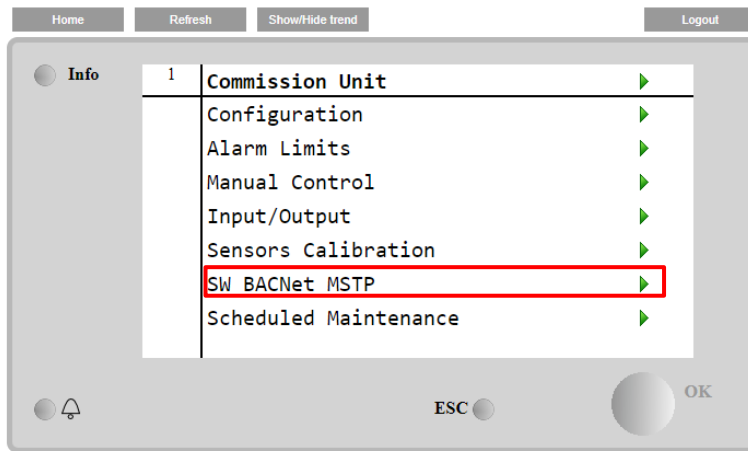 Home Refresh Show/Hide trend Logout
Info 1 Commission Unit
Configuration
Alarm Limits
Manual Control
Input/Output
Sensors Calibration
SW BACNet MSTP
Scheduled Maintenance
ESC OK